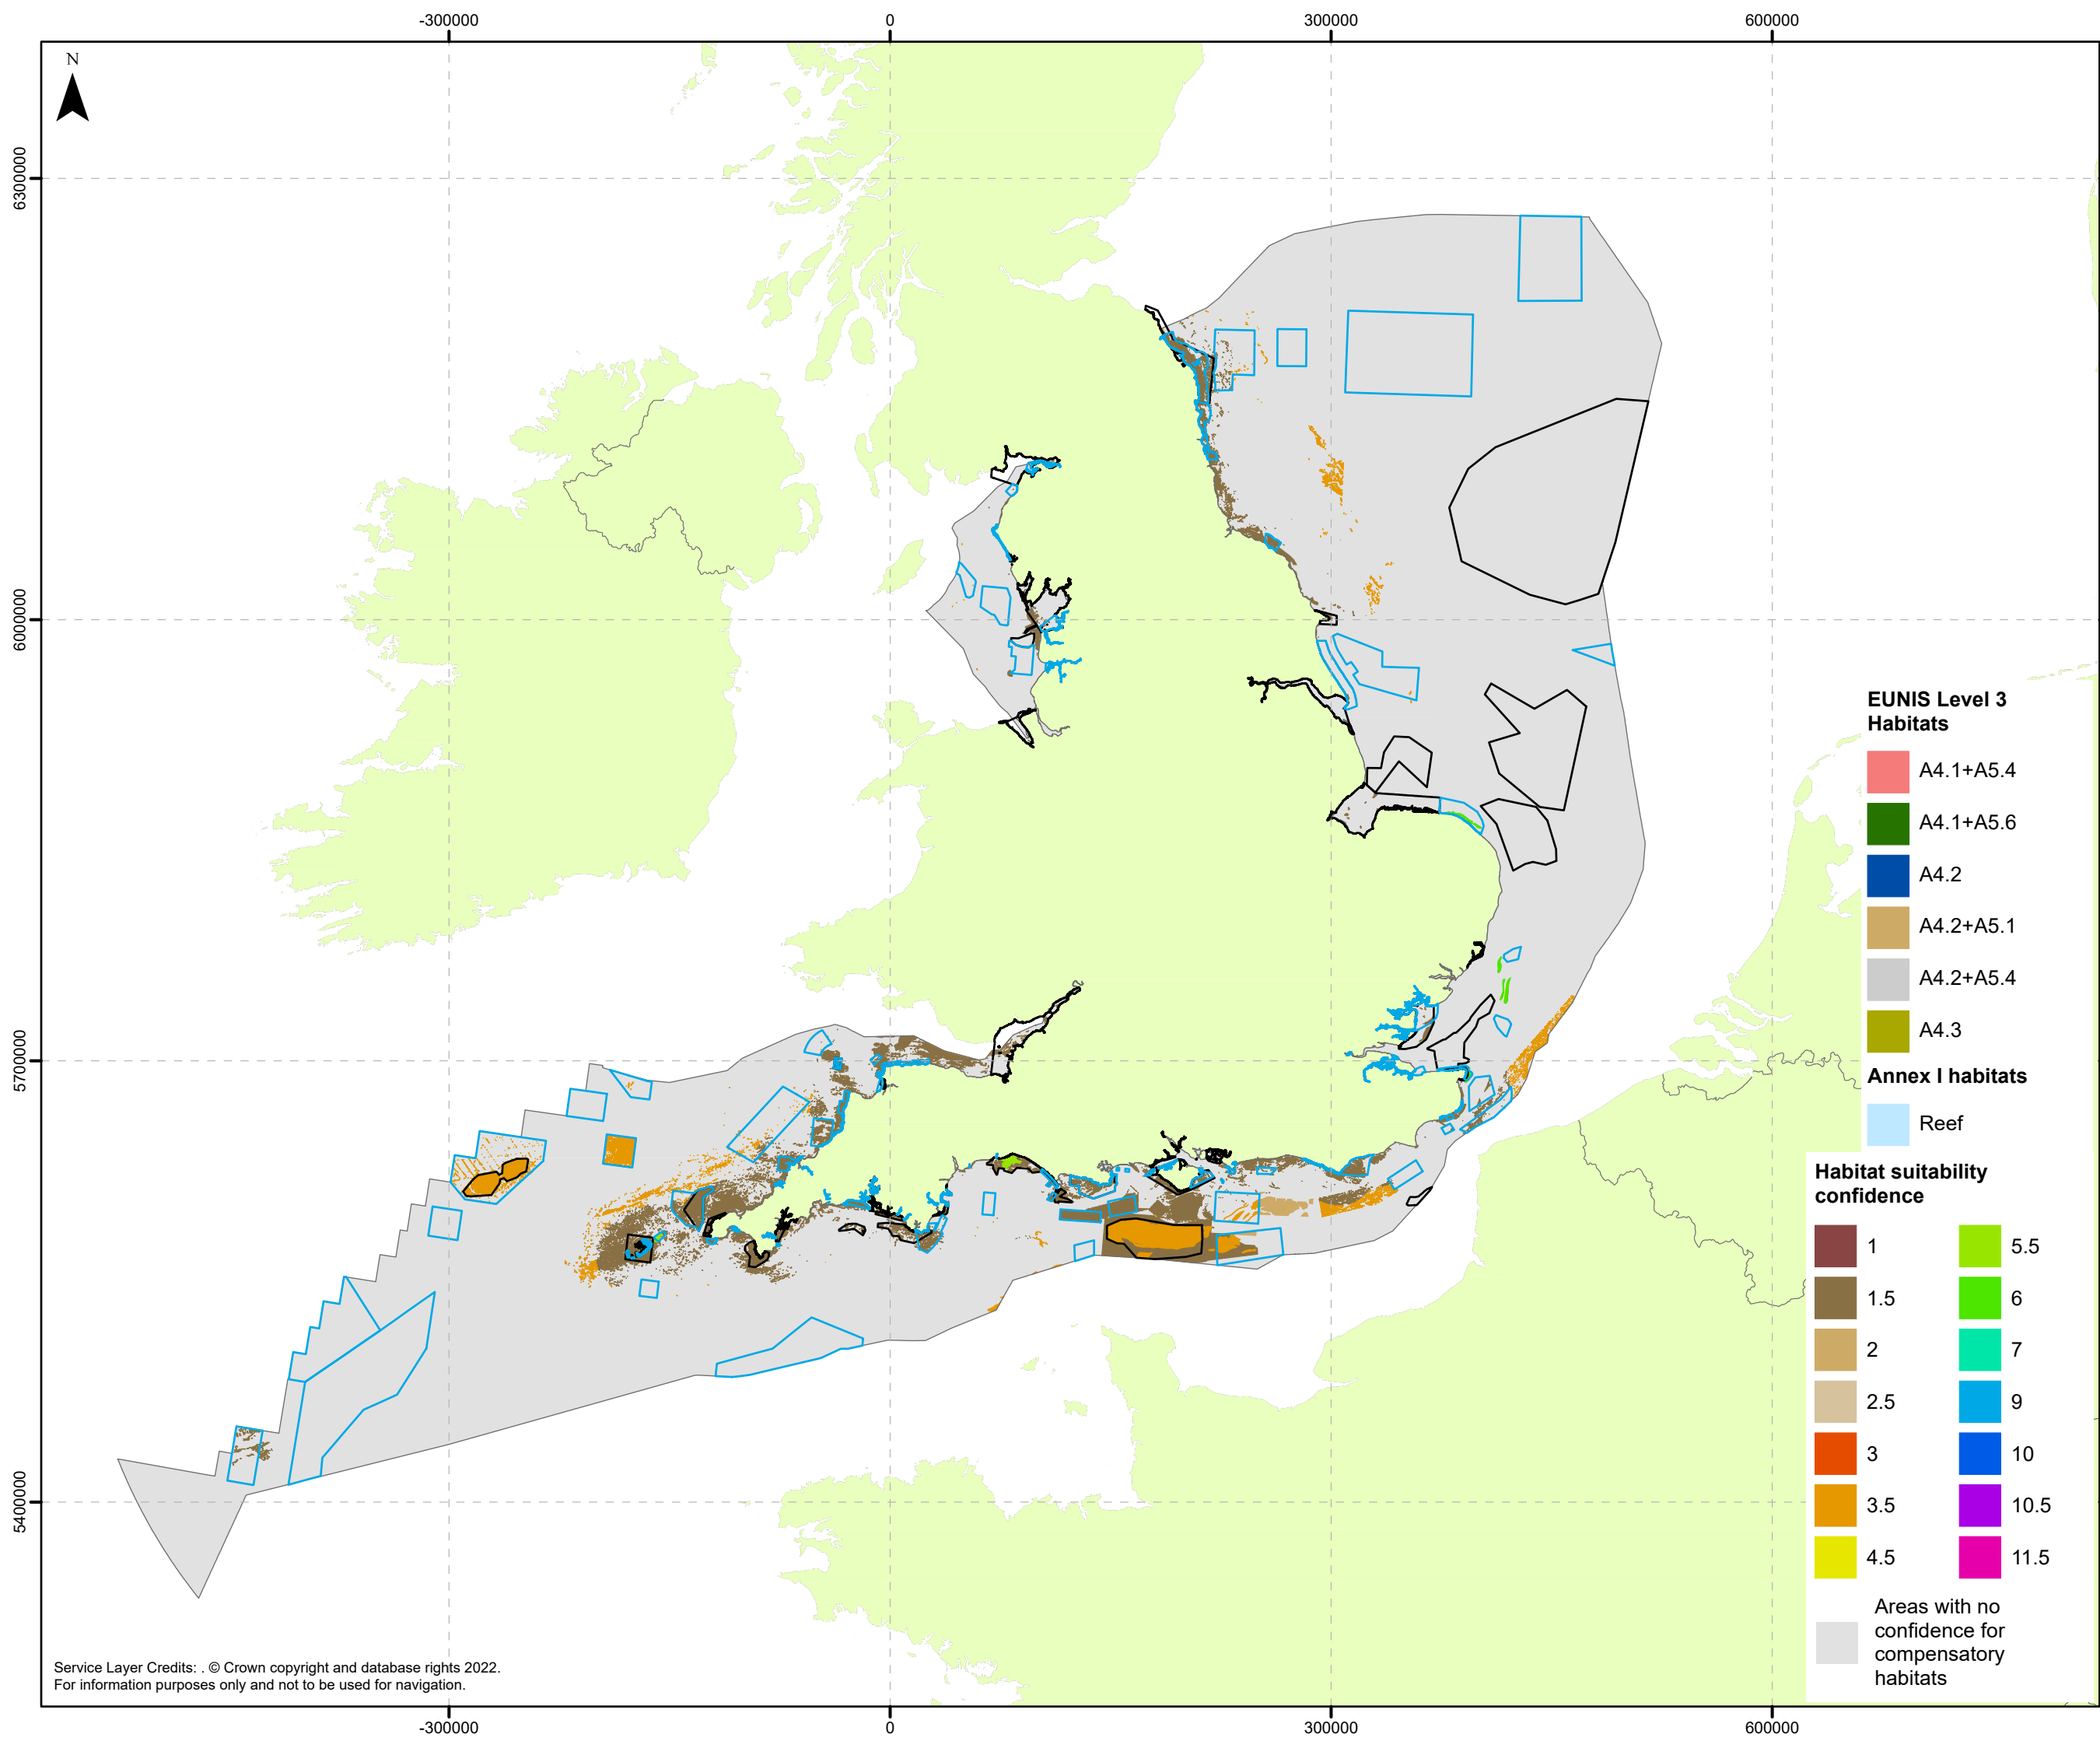 -300000
0
300000
600000
N
6300000
6000000
5700000
5400000
EUNIS Level 3
Habitats
A4.1+A5.4
A4.1+A5.6
A4.2
A4.2+A5.1
A4.2+A5.4
A4.3
Annex I habitats
Reef
Habitat suitability
confidence
1
1.5
2
2.5
3
3.5
4.5
5.5
6
7
9
10
10.5
11.5
Areas with no
confidence for
compensatory
habitats
Service Layer Credits: . © Crown copyright and database rights 2022.
For information purposes only and not to be used for navigation.
-300000
0
300000
600000